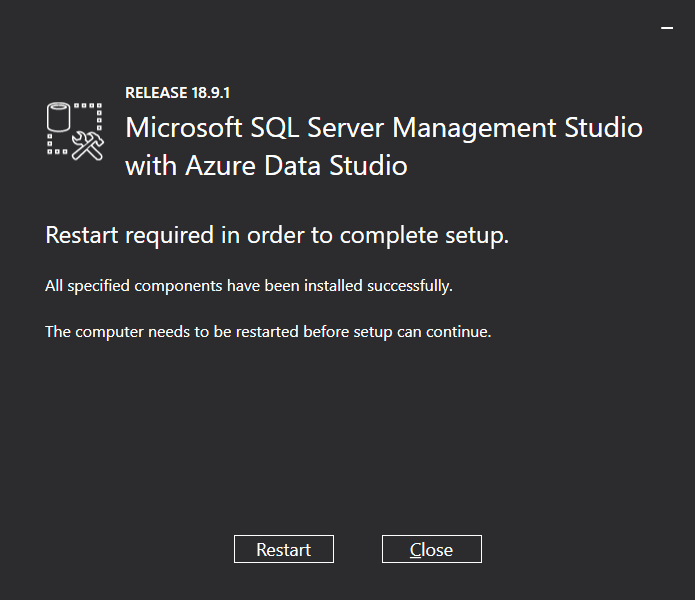 RELEASE 18.9.1
Microsoft SQL Server Management Studio
with Azure Data Studio
Restart required in order to complete setup.
All specified components have been installed successfully.
The computer needs to be restarted before setup can continue.
Restart
Close